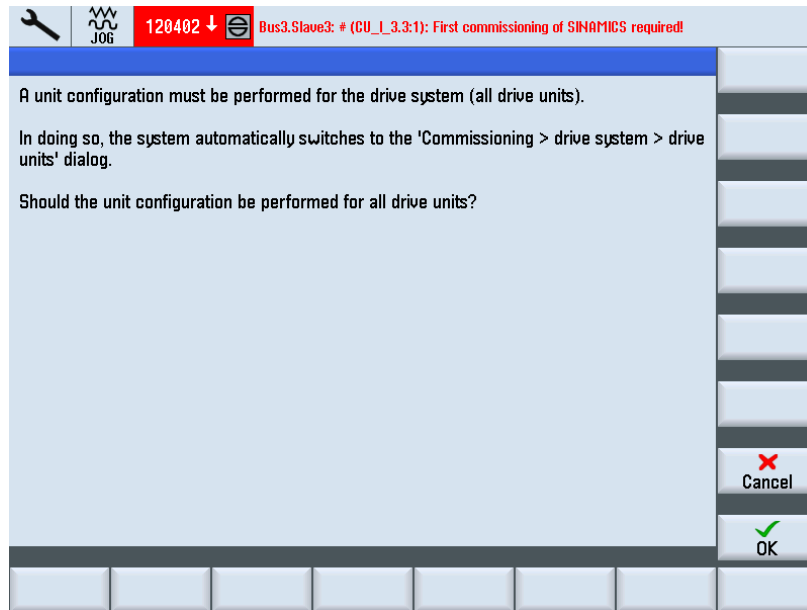 JOG
120402
Bus3.Slave3: # (CU_I_3.3:1): First commissioning of SINAMICS required!
A unit configuration must be performed for the drive system (all drive units).
In doing so, the system automatically switches to the 'Commissioning > drive system > drive
units' dialog.
Should the unit configuration be performed for all drive units?
Cancel
OK